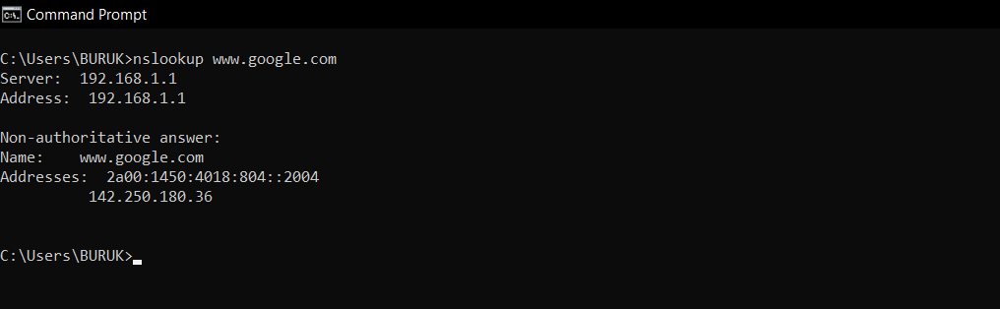 Command Prompt
C:\Users\BURUK>nslookup www.google.com
Server:  192.168.1.1
Address:  192.168.1.1
Non-authoritative answer:
Name:    www.google.com
Addresses:  2a00:1450:4018:804::2004
          142.250.180.36
C:\Users\BURUK>